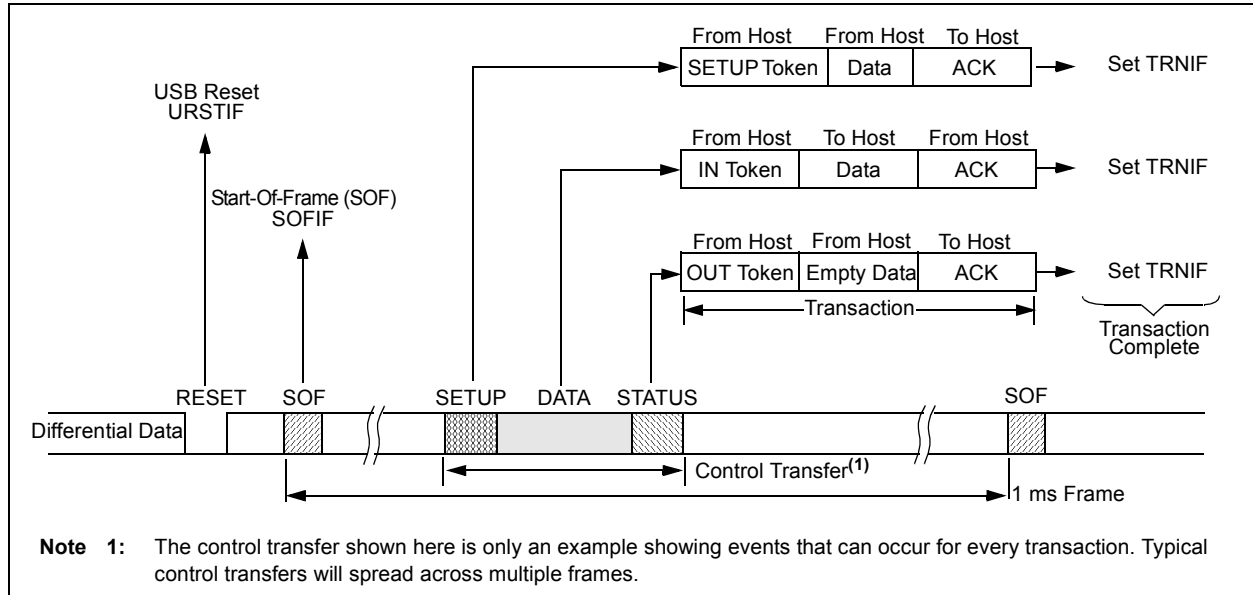 From Host From Host To Host
SETUP Token Data ACK Set TRNIF
USB Reset
URSTIF
From Host To Host From Host
IN Token Data ACK Set TRNIF
Start-Of-Frame (SOF)
SOFIF
From Host From Host To Host
OUT Token Empty Data ACK Set TRNIF
Transaction
Transaction
Complete
RESET SOF SETUP DATA STATUS SOF
Differential Data
Control Transfer(1)
1 ms Frame
Note 1: The control transfer shown here is only an example showing events that can occur for every transaction. Typical
control transfers will spread across multiple frames.